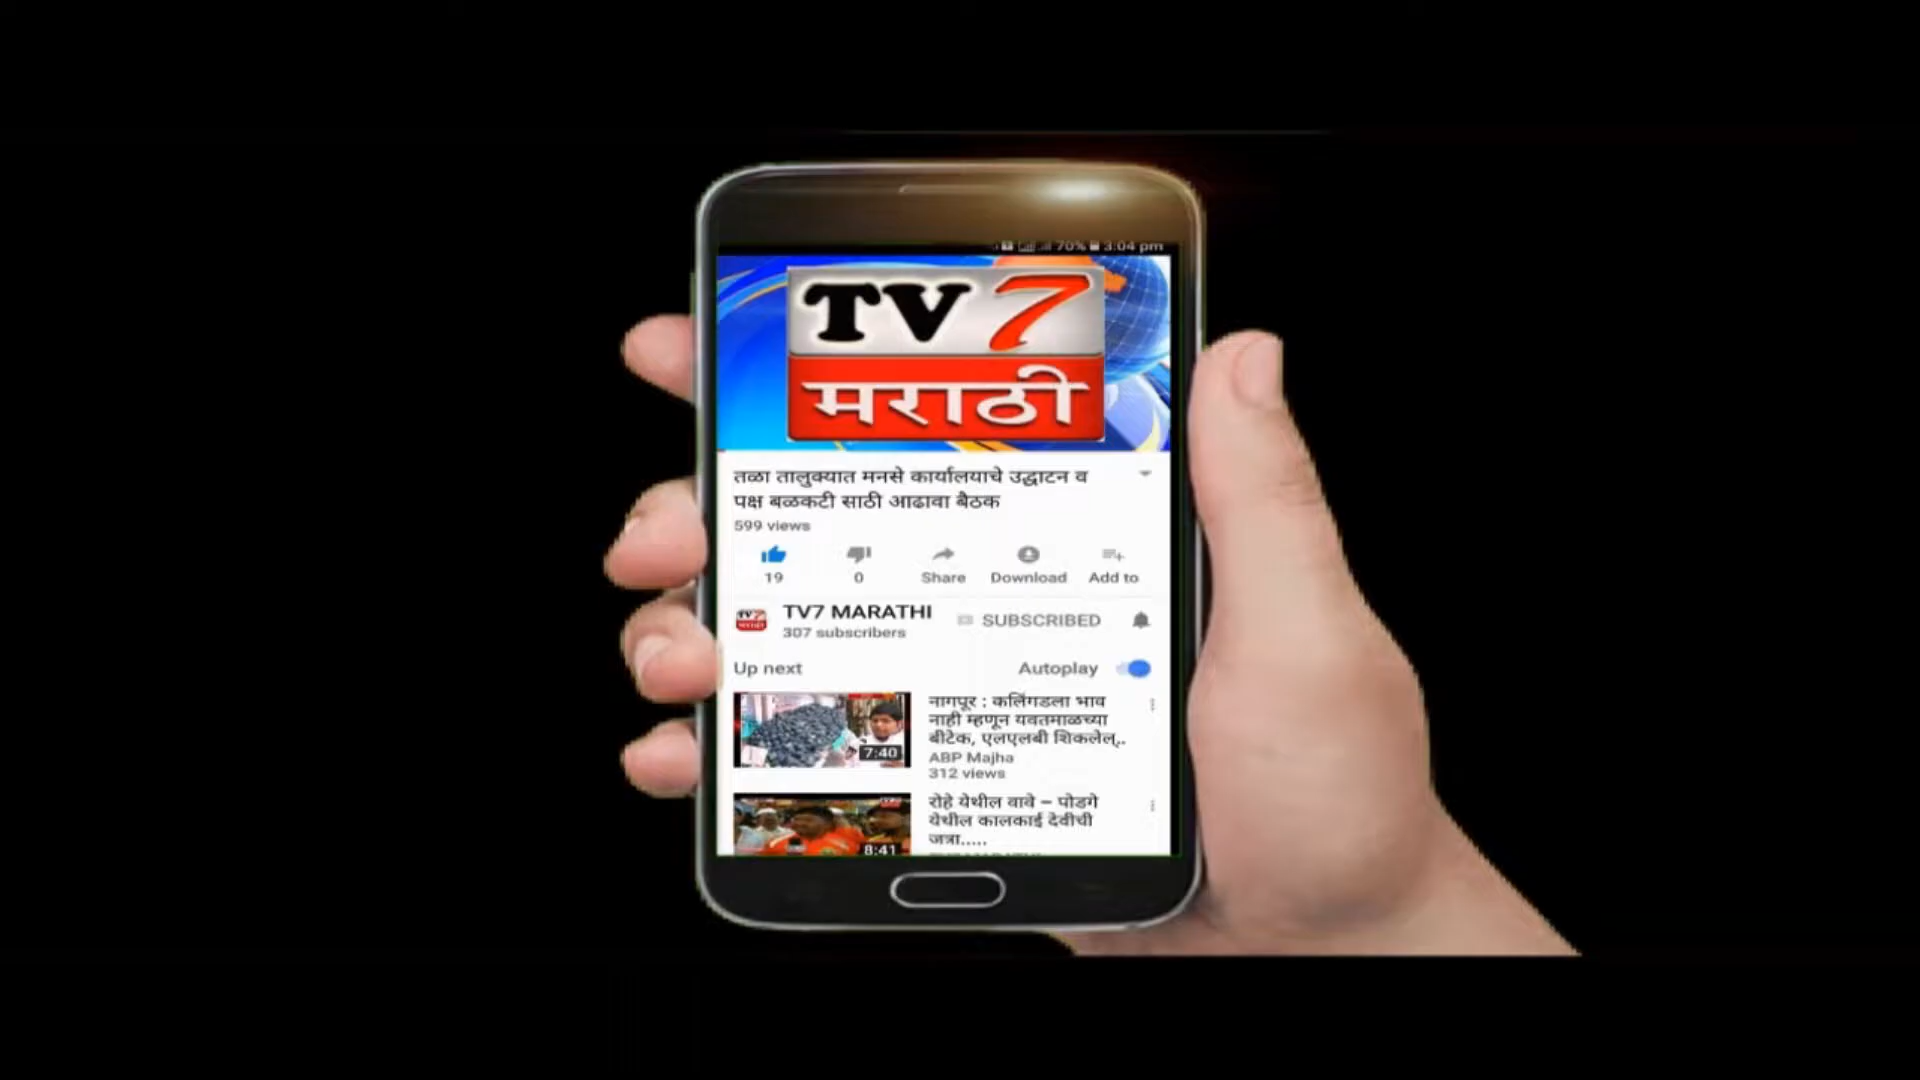 70% 3:04 pm
TV 7
मराठी
तळा तालुक्यात मनसे कार्यालयाचे उद्घाटन व
पक्ष बळकटी साठी आढावा बैठक
599 views
19
0
Share
Download
Add to
TV7 MARATHI
307 subscribers
SUBSCRIBED
Up next
Autoplay
7:40
नागपूर : कलिंगडला भाव
नाही म्हणून यवतमाळच्या
बीटेक, एलएलबी शिकलेल्..
ABP Majha
312 views
8:41
रोहे येथील वावे – पोडगे
येथील कालकाई देवीची
जत्रा.....